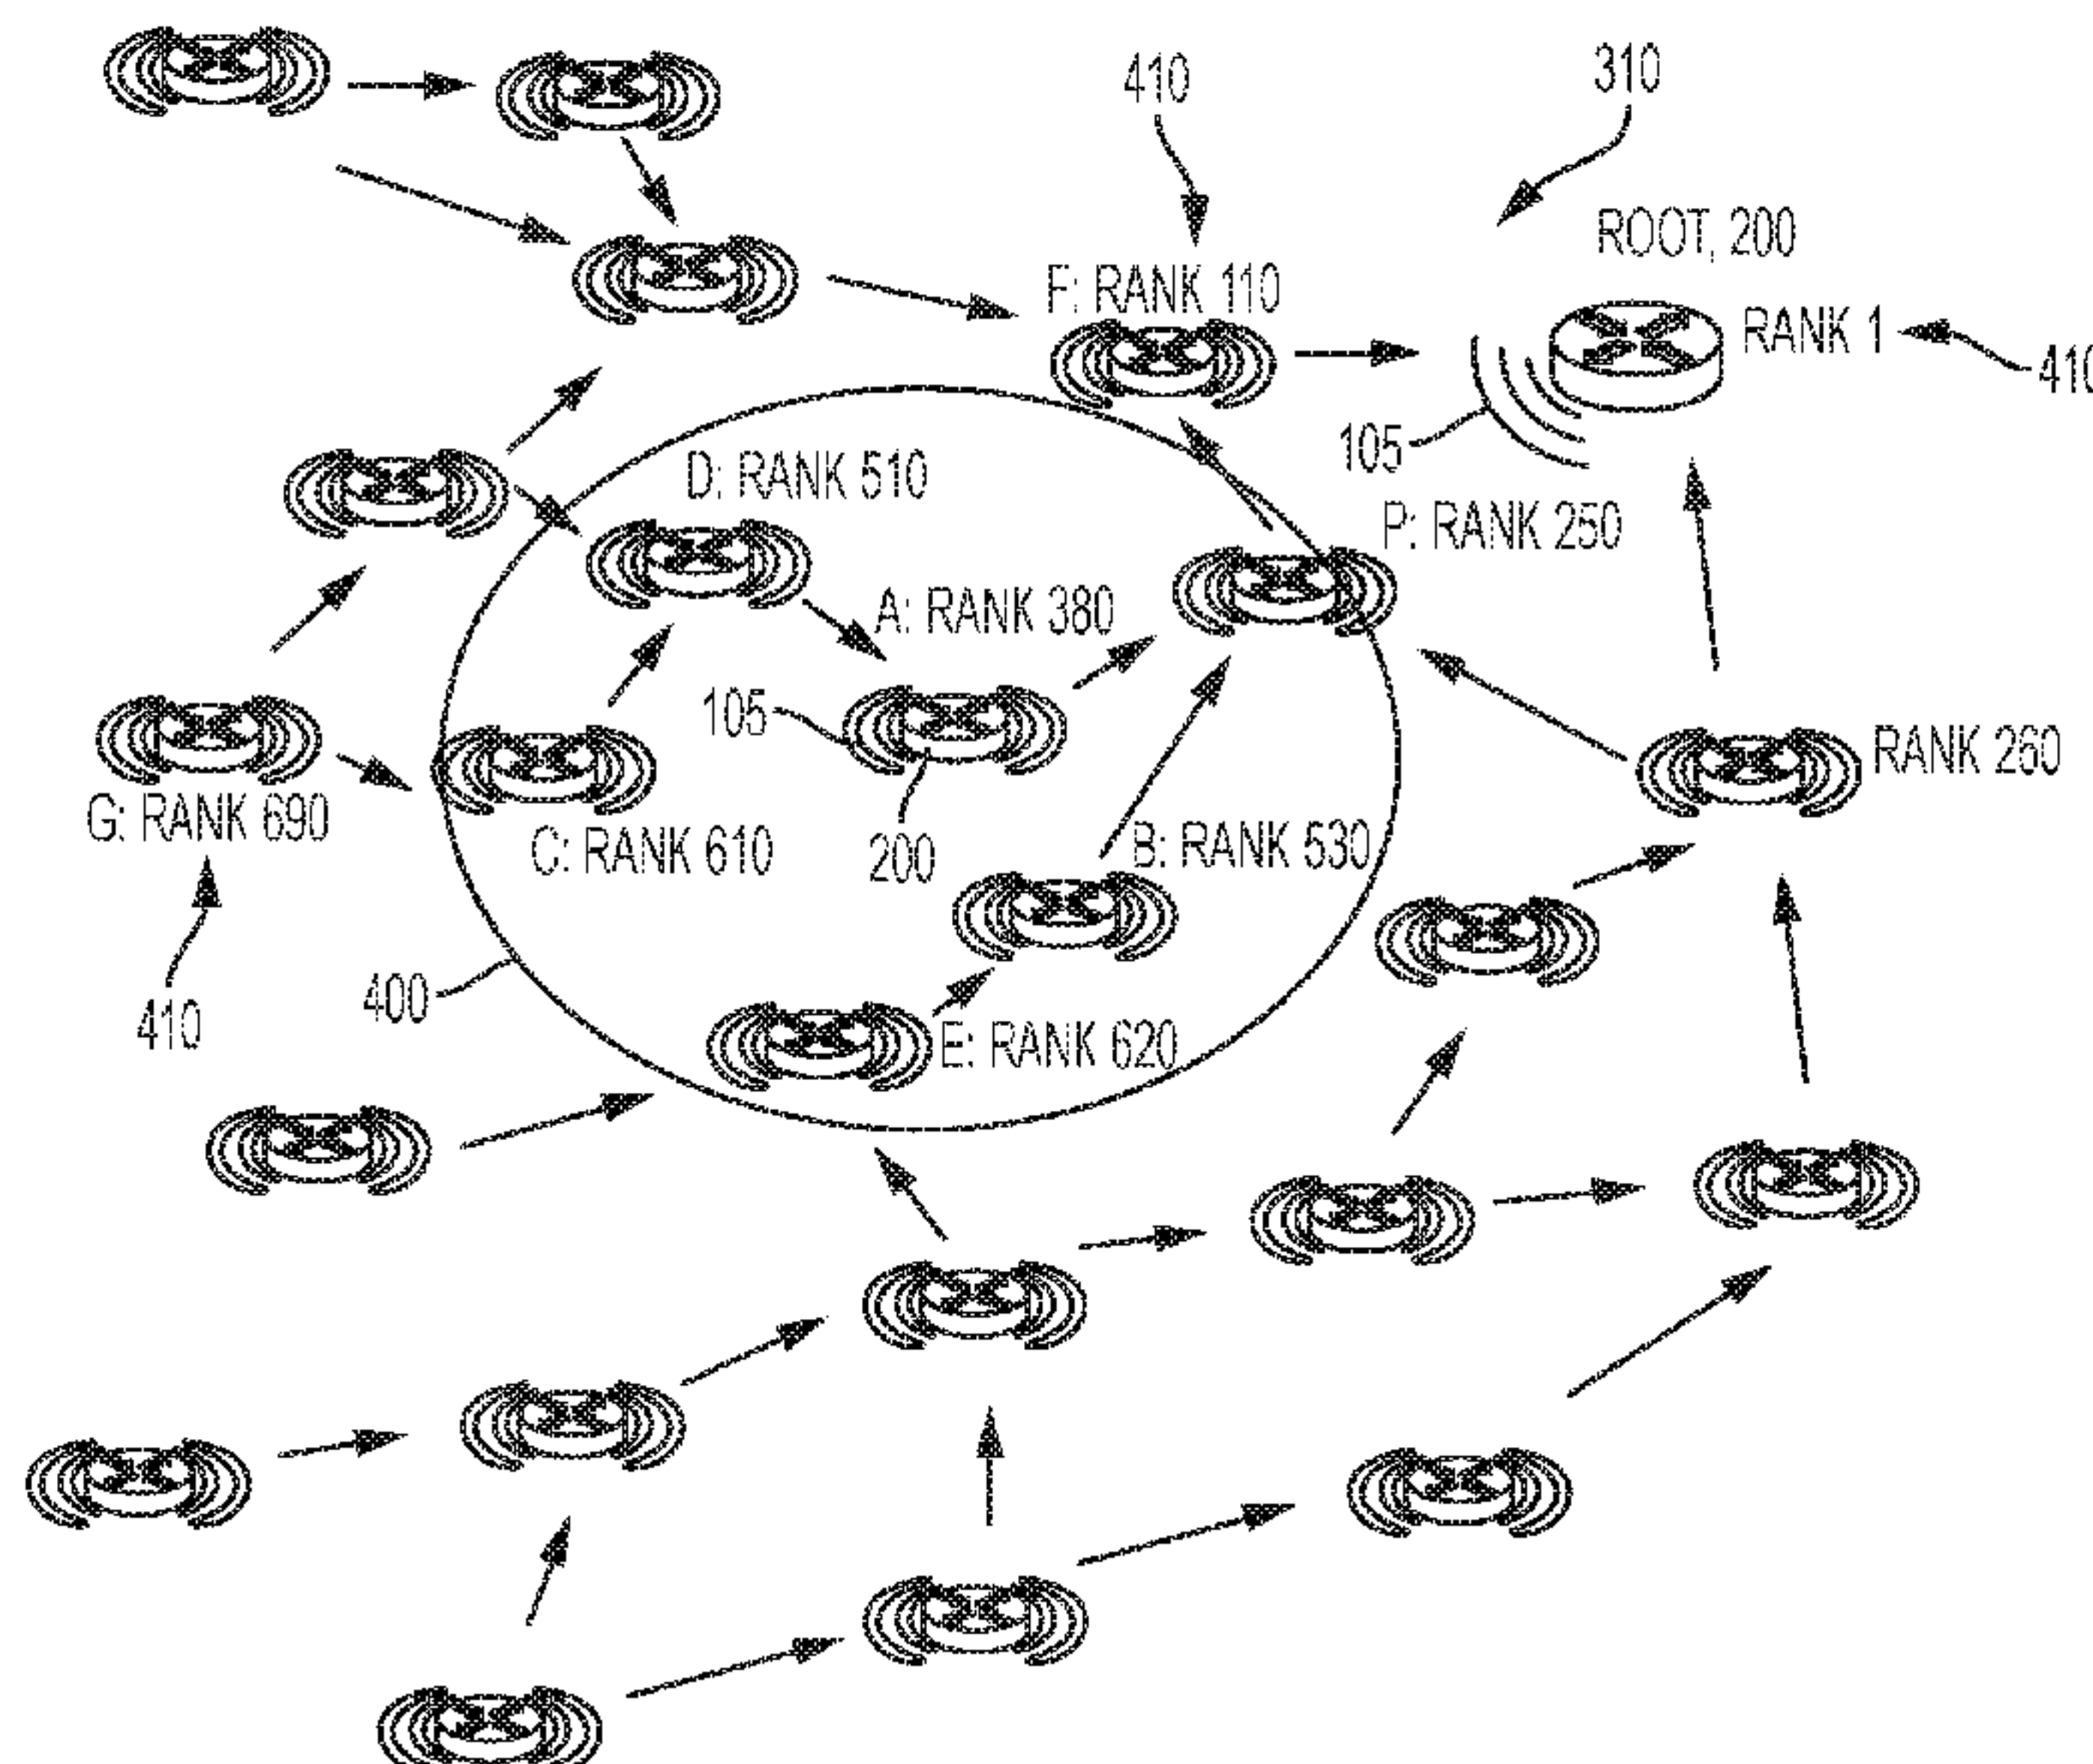 410
310
ROOT, 200
F: RANK 110
RANK 1
410
105
D: RANK 510
P: RANK 250
A: RANK 380
105
RANK 260
G: RANK 690
C: RANK 610
200
B: RANK 530
400
410
E: RANK 620